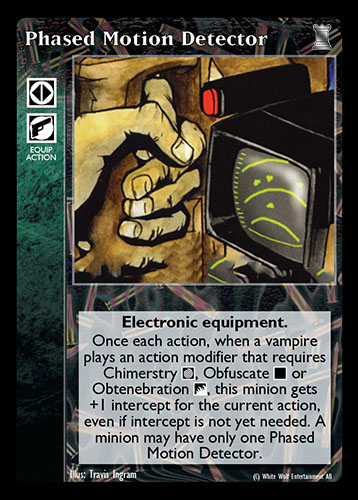 Phased Motion Detector
EQUIP
ACTION
Electronic equipment.
Once each action, when a vampire
plays an action modifier that requires
Chimerstry , Obfuscate or
Obtenebration , this minion gets
+1 intercept for the current action,
even if intercept is not yet needed. A
minion may have only one Phased
Motion Detector.
Illus: Travis Ingram
(C) White Wolf Entertainment AB